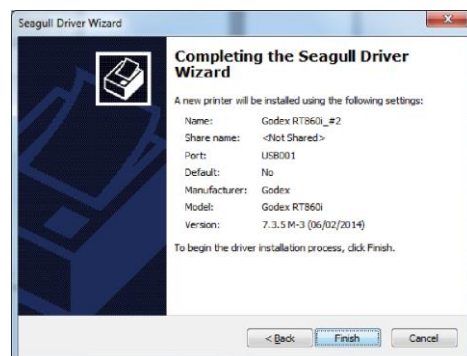 Seagull Driver Wizard
Completing the Seagull Driver
Wizard
A new printer will be installed using the following settings:
Name: Godex RT860i_#2
Share name: <Not Shared>
Port: USB001
Default: No
Manufacturer: Godex
Model: Godex RT860i
Version: 7.3.5 M-3 (06/02/2014)
To begin the driver installation process, click Finish.
< Back Finish Cancel